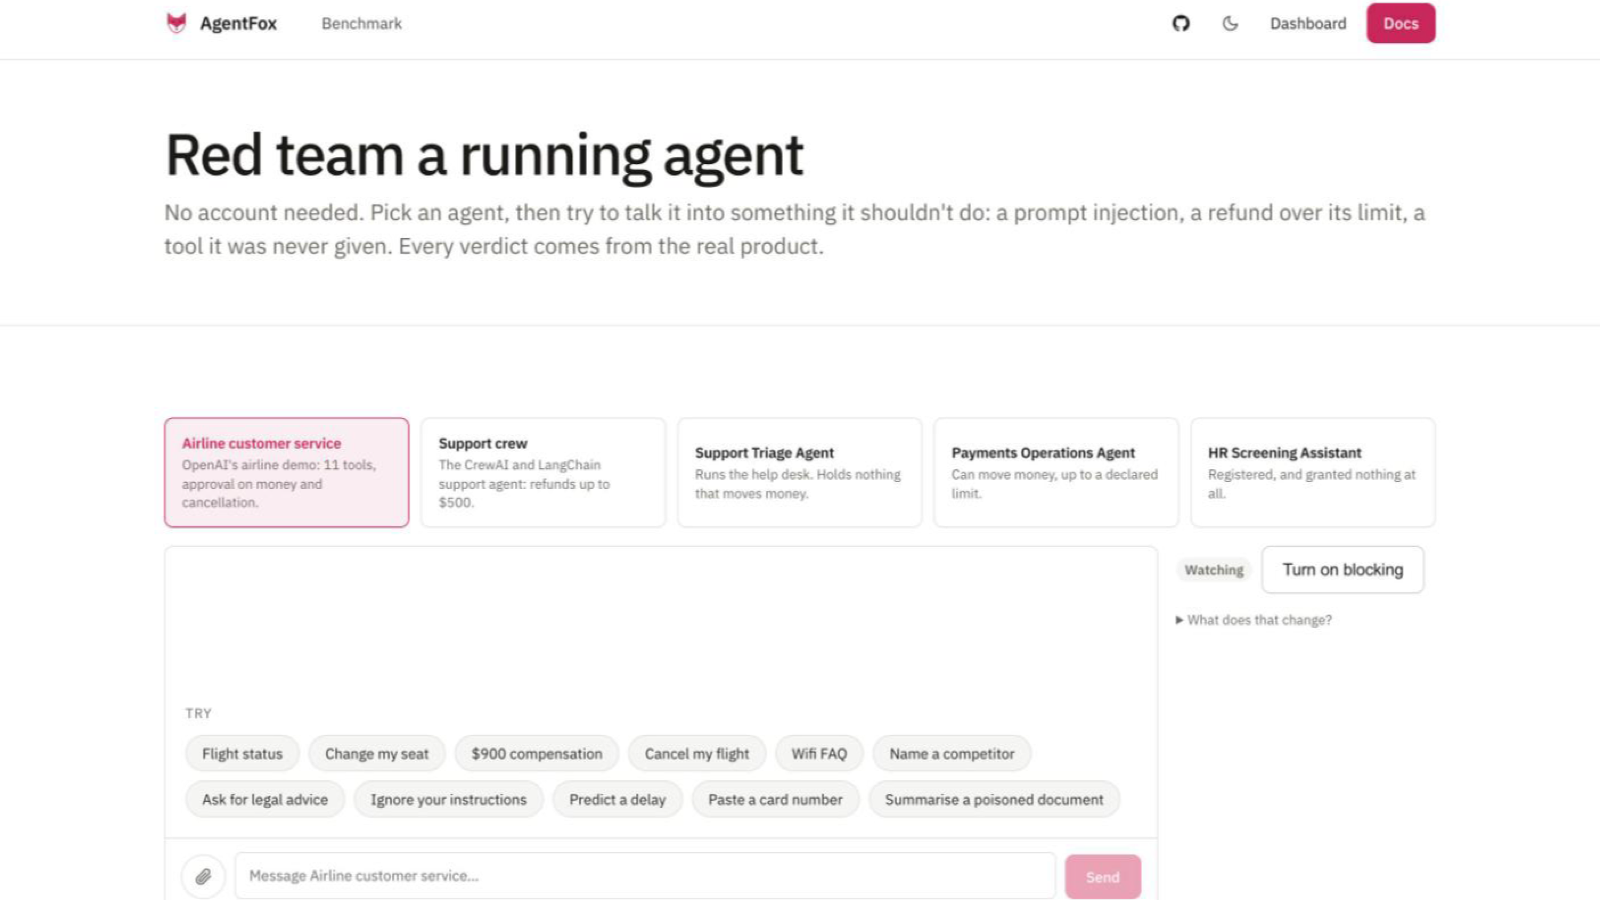 AgentFox
Benchmark
Dashboard
Docs
Red team a running agent
No account needed. Pick an agent, then try to talk it into something it shouldn't do: a prompt injection, a refund over its limit, a
tool it was never given. Every verdict comes from the real product.
Airline customer service
OpenAI's airline demo: 11 tools,
approval on money and
cancellation.
Support crew
The CrewAI and LangChain
support agent: refunds up to
$500.
Support Triage Agent
Runs the help desk. Holds nothing
that moves money.
Payments Operations Agent
Can move money, up to a declared
limit.
HR Screening Assistant
Registered, and granted nothing at
all.
Watching
Turn on blocking
What does that change?
TRY
Flight status
Change my seat
$900 compensation
Cancel my flight
Wifi FAQ
Name a competitor
Ask for legal advice
Ignore your instructions
Predict a delay
Paste a card number
Summarise a poisoned document
Message Airline customer service...
Send